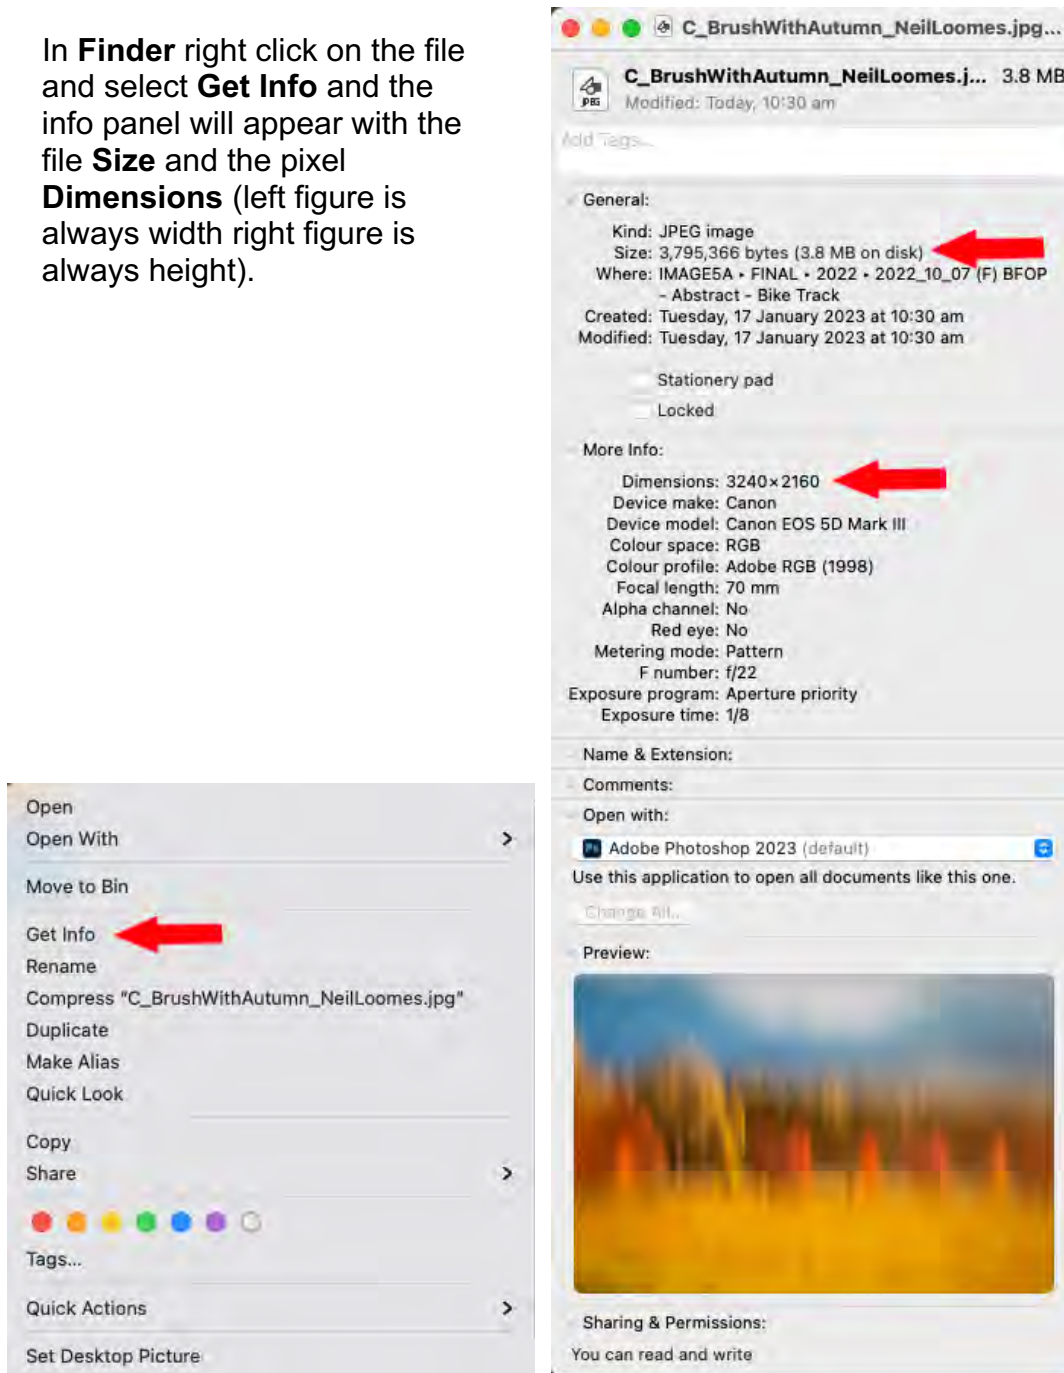 In Finder right click on the file
and select Get Info and the
info panel will appear with the
file Size and the pixel
Dimensions (left figure is
always width right figure is
always height).
Open
Open With
Move to Bin
Get Info
Rename
Compress "C_BrushWithAutumn_NeilLoomes.jpg"
Duplicate
Make Alias
Quick Look
Copy
Share
Tags...
Quick Actions
Set Desktop Picture
C_BrushWithAutumn_NeilLoomes.jpg...
C_BrushWithAutumn_NeilLoomes.j... 3.8 MB
JPEG
Modified: Today, 10:30 am
Add Tags...
General:
Kind: JPEG image
Size: 3,795,366 bytes (3.8 MB on disk)
Where: IMAGE5A • FINAL • 2022 • 2022_10_07 (F) BFOP
- Abstract - Bike Track
Created: Tuesday, 17 January 2023 at 10:30 am
Modified: Tuesday, 17 January 2023 at 10:30 am
Stationery pad
Locked
More Info:
Dimensions: 3240×2160
Device make: Canon
Device model: Canon EOS 5D Mark III
Colour space: RGB
Colour profile: Adobe RGB (1998)
Focal length: 70 mm
Alpha channel: No
Red eye: No
Metering mode: Pattern
F number: f/22
Exposure program: Aperture priority
Exposure time: 1/8
Name & Extension:
Comments:
Open with:
Ps Adobe Photoshop 2023 (default)
Use this application to open all documents like this one.
Change All...
Preview:
Sharing & Permissions:
You can read and write